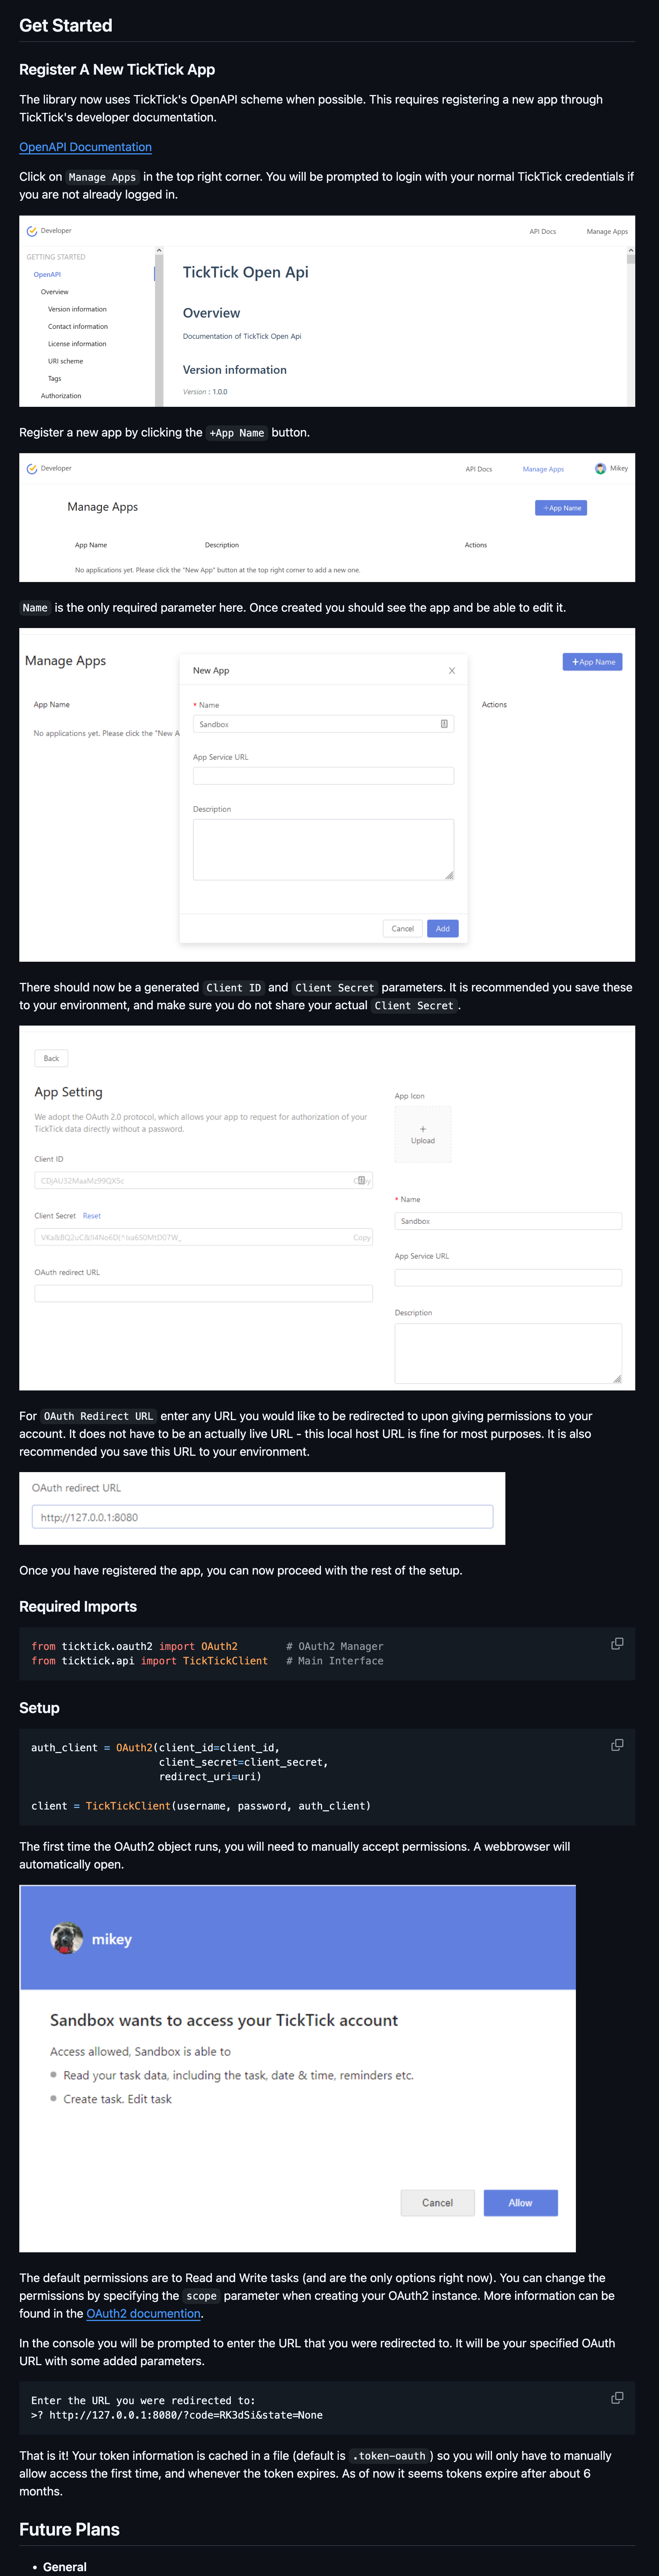 Get Started
Register A New TickTick App
The library now uses TickTick's OpenAPI scheme when possible. This requires registering a new app through
TickTick's developer documentation.
OpenAPI Documentation
Click on Manage Apps in the top right corner. You will be prompted to login with your normal TickTick credentials if
you are not already logged in.
Developer API Docs Manage Apps
GETTING STARTED
OpenAPI
Overview
Version information
Contact information
License information
URI scheme
Tags
Authorization
TickTick Open Api
Overview
Documentation of TickTick Open Api
Version information
Version : 1.0.0
Register a new app by clicking the +App Name button.
Developer API Docs Manage Apps Mikey
Manage Apps +App Name
App Name Description Actions
No applications yet. Please click the "New App" button at the top right corner to add a new one.
Name is the only required parameter here. Once created you should see the app and be able to edit it.
Manage Apps +App Name
App Name Actions
No applications yet. Please click the "New A
New App
* Name
Sandbox
App Service URL
Description
Cancel Add
There should now be a generated Client ID and Client Secret parameters. It is recommended you save these
to your environment, and make sure you do not share your actual Client Secret.
Back
App Setting
We adopt the OAuth 2.0 protocol, which allows your app to request for authorization of your
TickTick data directly without a password.
Client ID
Client Secret Reset
Copy
OAuth redirect URL
App Icon
+
Upload
* Name
Sandbox
App Service URL
Description
For OAuth Redirect URL enter any URL you would like to be redirected to upon giving permissions to your
account. It does not have to be an actually live URL - this local host URL is fine for most purposes. It is also
recommended you save this URL to your environment.
OAuth redirect URL
http://127.0.0.1:8080
Once you have registered the app, you can now proceed with the rest of the setup.
Required Imports
from ticktick.oauth2 import OAuth2 # OAuth2 Manager
from ticktick.api import TickTickClient # Main Interface
Setup
auth_client = OAuth2(client_id=client_id,
client_secret=client_secret,
redirect_uri=uri)
client = TickTickClient(username, password, auth_client)
The first time the OAuth2 object runs, you will need to manually accept permissions. A webbrowser will
automatically open.
mikey
Sandbox wants to access your TickTick account
Access allowed, Sandbox is able to
Read your task data, including the task, date & time, reminders etc.
Create task. Edit task
Cancel Allow
The default permissions are to Read and Write tasks (and are the only options right now). You can change the
permissions by specifying the scope parameter when creating your OAuth2 instance. More information can be
found in the OAuth2 documention.
In the console you will be prompted to enter the URL that you were redirected to. It will be your specified OAuth
URL with some added parameters.
Enter the URL you were redirected to:
>? http://127.0.0.1:8080/?code=RK3dSi&state=None
That is it! Your token information is cached in a file (default is .token-oauth ) so you will only have to manually
allow access the first time, and whenever the token expires. As of now it seems tokens expire after about 6
months.
Future Plans
• General